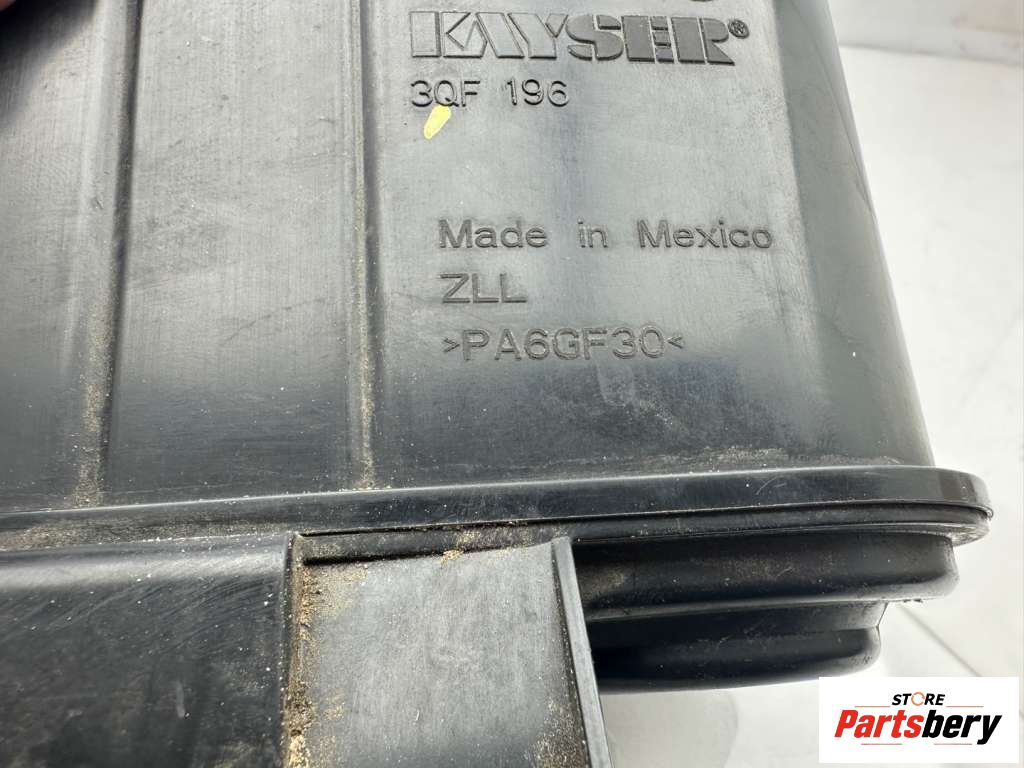 KAYSER®
3QF 196
Made in Mexico
ZLL
>PA6GF30<
STORE
Partsbery